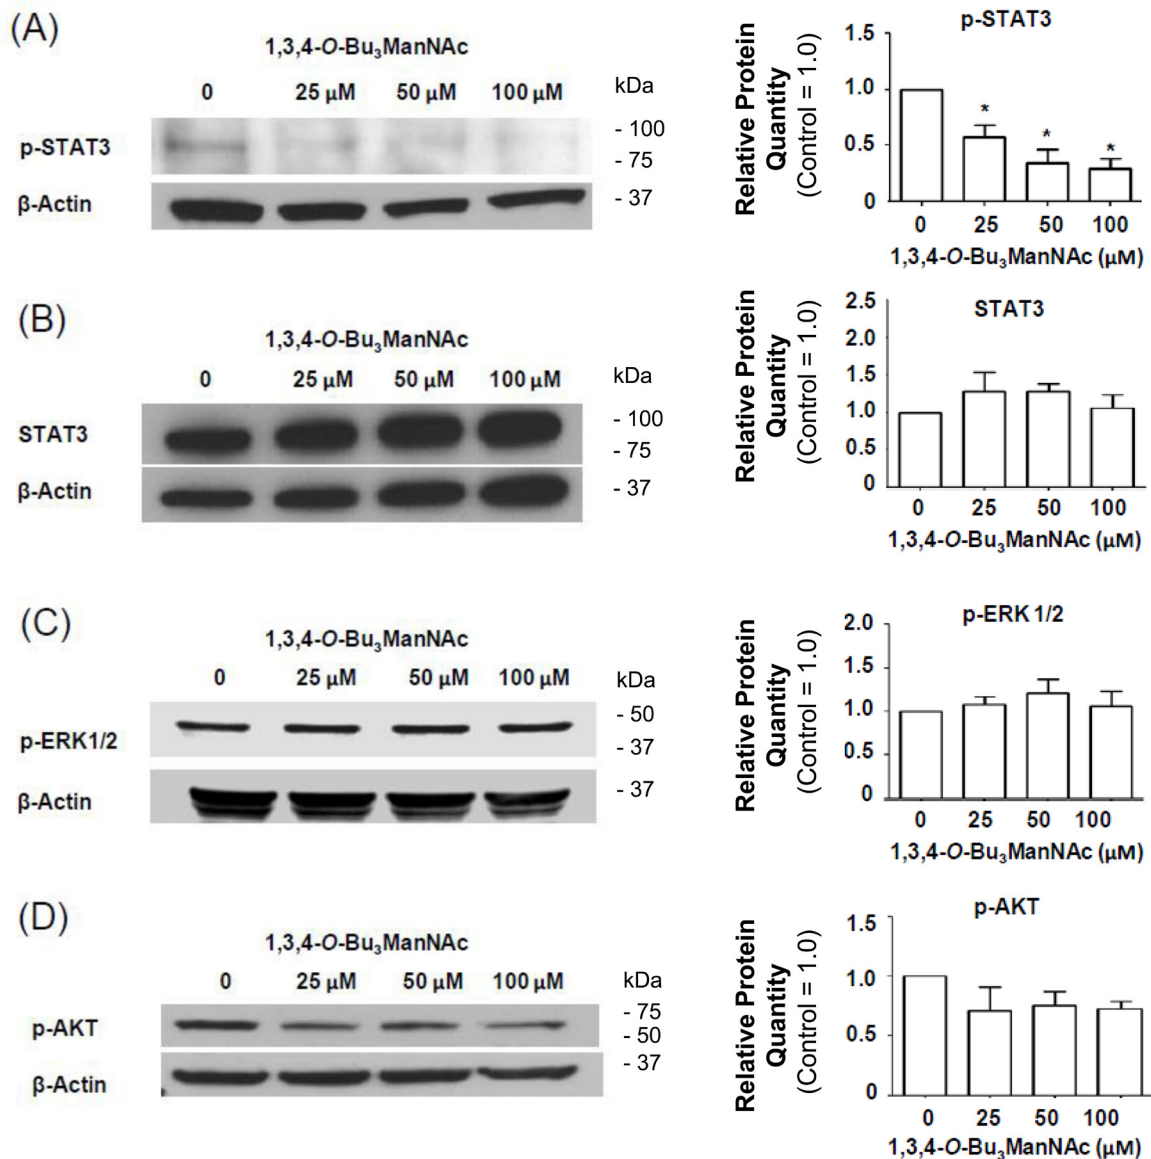 (A)
1,3,4-O-Bu₃ManNAc
0 25 μM 50 μM 100 μM
kDa
p-STAT3
- 100
- 75
β-Actin
- 37
p-STAT3
Relative Protein
Quantity
(Control = 1.0)
1.5
1.0
0.5
0
* * *
0 25 50 100
1,3,4-O-Bu₃ManNAc (μM)
(B)
1,3,4-O-Bu₃ManNAc
0 25 μM 50 μM 100 μM
kDa
STAT3
- 100
- 75
β-Actin
- 37
STAT3
Relative Protein
Quantity
(Control = 1.0)
2.5
2.0
1.5
1.0
0.5
0
0 25 50 100
1,3,4-O-Bu₃ManNAc (μM)
(C)
1,3,4-O-Bu₃ManNAc
0 25 μM 50 μM 100 μM
kDa
p-ERK1/2
- 50
- 37
β-Actin
- 37
p-ERK 1/2
Relative Protein
Quantity
(Control = 1.0)
2.0
1.5
1.0
0.5
0
0 25 50 100
1,3,4-O-Bu₃ManNAc (μM)
(D)
1,3,4-O-Bu₃ManNAc
0 25 μM 50 μM 100 μM
kDa
p-AKT
- 75
- 50
β-Actin
- 37
p-AKT
Relative Protein
Quantity
(Control = 1.0)
1.5
1.0
0.5
0
0 25 50 100
1,3,4-O-Bu₃ManNAc (μM)